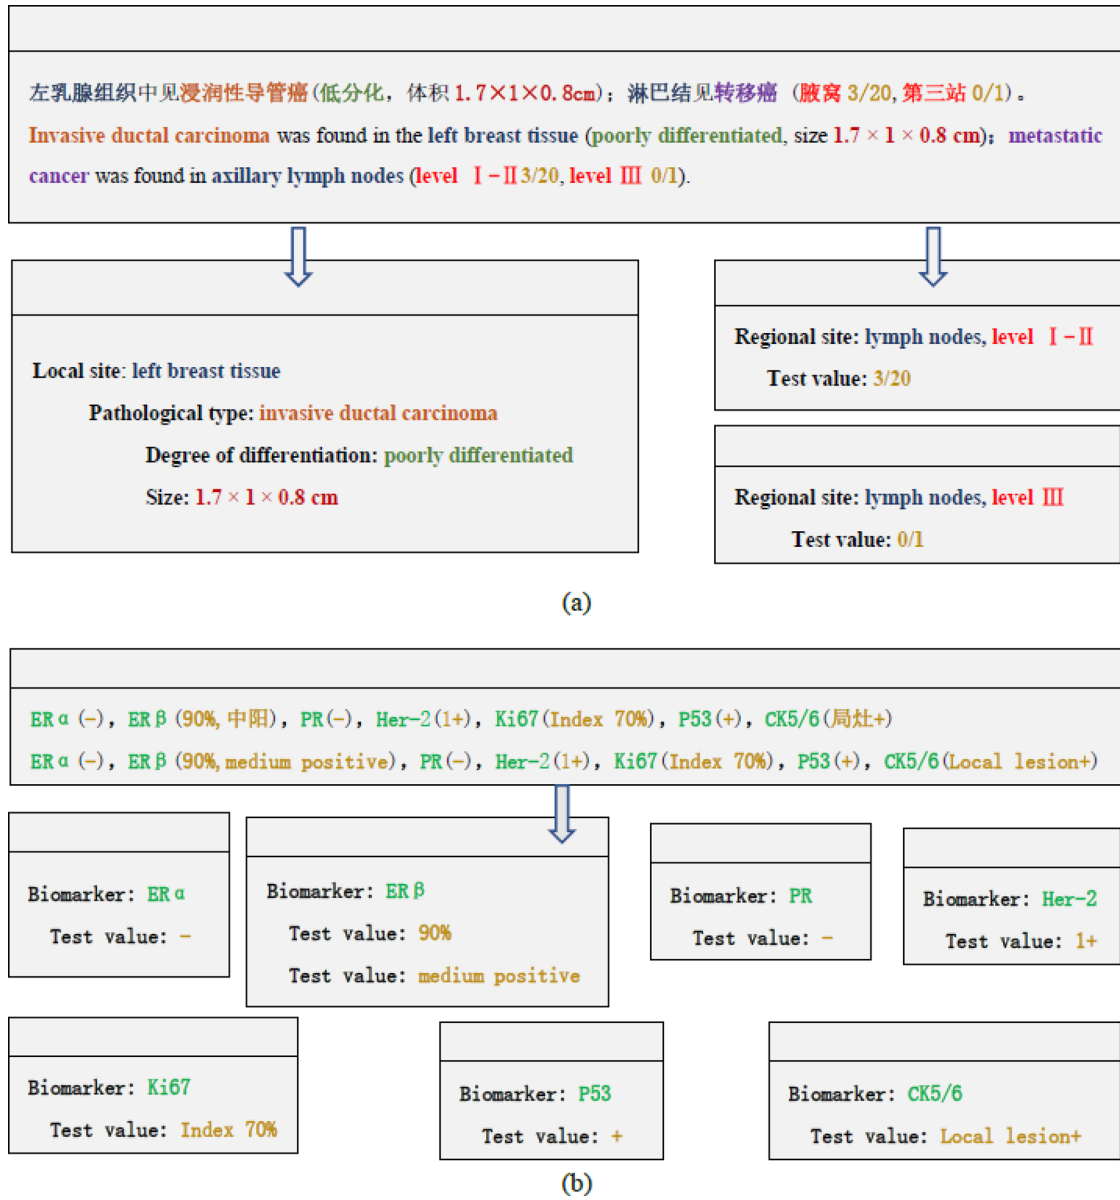 左乳腺组织中见浸润性导管癌(低分化, 体积 1.7×1×0.8cm); 淋巴结见转移癌 (腋窝 3/20, 第三站 0/1)。
Invasive ductal carcinoma was found in the left breast tissue (poorly differentiated, size 1.7 × 1 × 0.8 cm); metastatic
cancer was found in axillary lymph nodes (level Ⅰ-Ⅱ 3/20, level Ⅲ 0/1).
Local site: left breast tissue
Pathological type: invasive ductal carcinoma
Degree of differentiation: poorly differentiated
Size: 1.7 × 1 × 0.8 cm
Regional site: lymph nodes, level Ⅰ-Ⅱ
Test value: 3/20
Regional site: lymph nodes, level Ⅲ
Test value: 0/1
(a)
ERα(-), ERβ(90%, 中阳), PR(-), Her-2(1+), Ki67(Index 70%), P53(+), CK5/6(局灶+)
ERα(-), ERβ(90%, medium positive), PR(-), Her-2(1+), Ki67(Index 70%), P53(+), CK5/6(Local lesion+)
Biomarker: ERα
Test value: -
Biomarker: ERβ
Test value: 90%
Test value: medium positive
Biomarker: PR
Test value: -
Biomarker: Her-2
Test value: 1+
Biomarker: Ki67
Test value: Index 70%
Biomarker: P53
Test value: +
Biomarker: CK5/6
Test value: Local lesion+
(b)